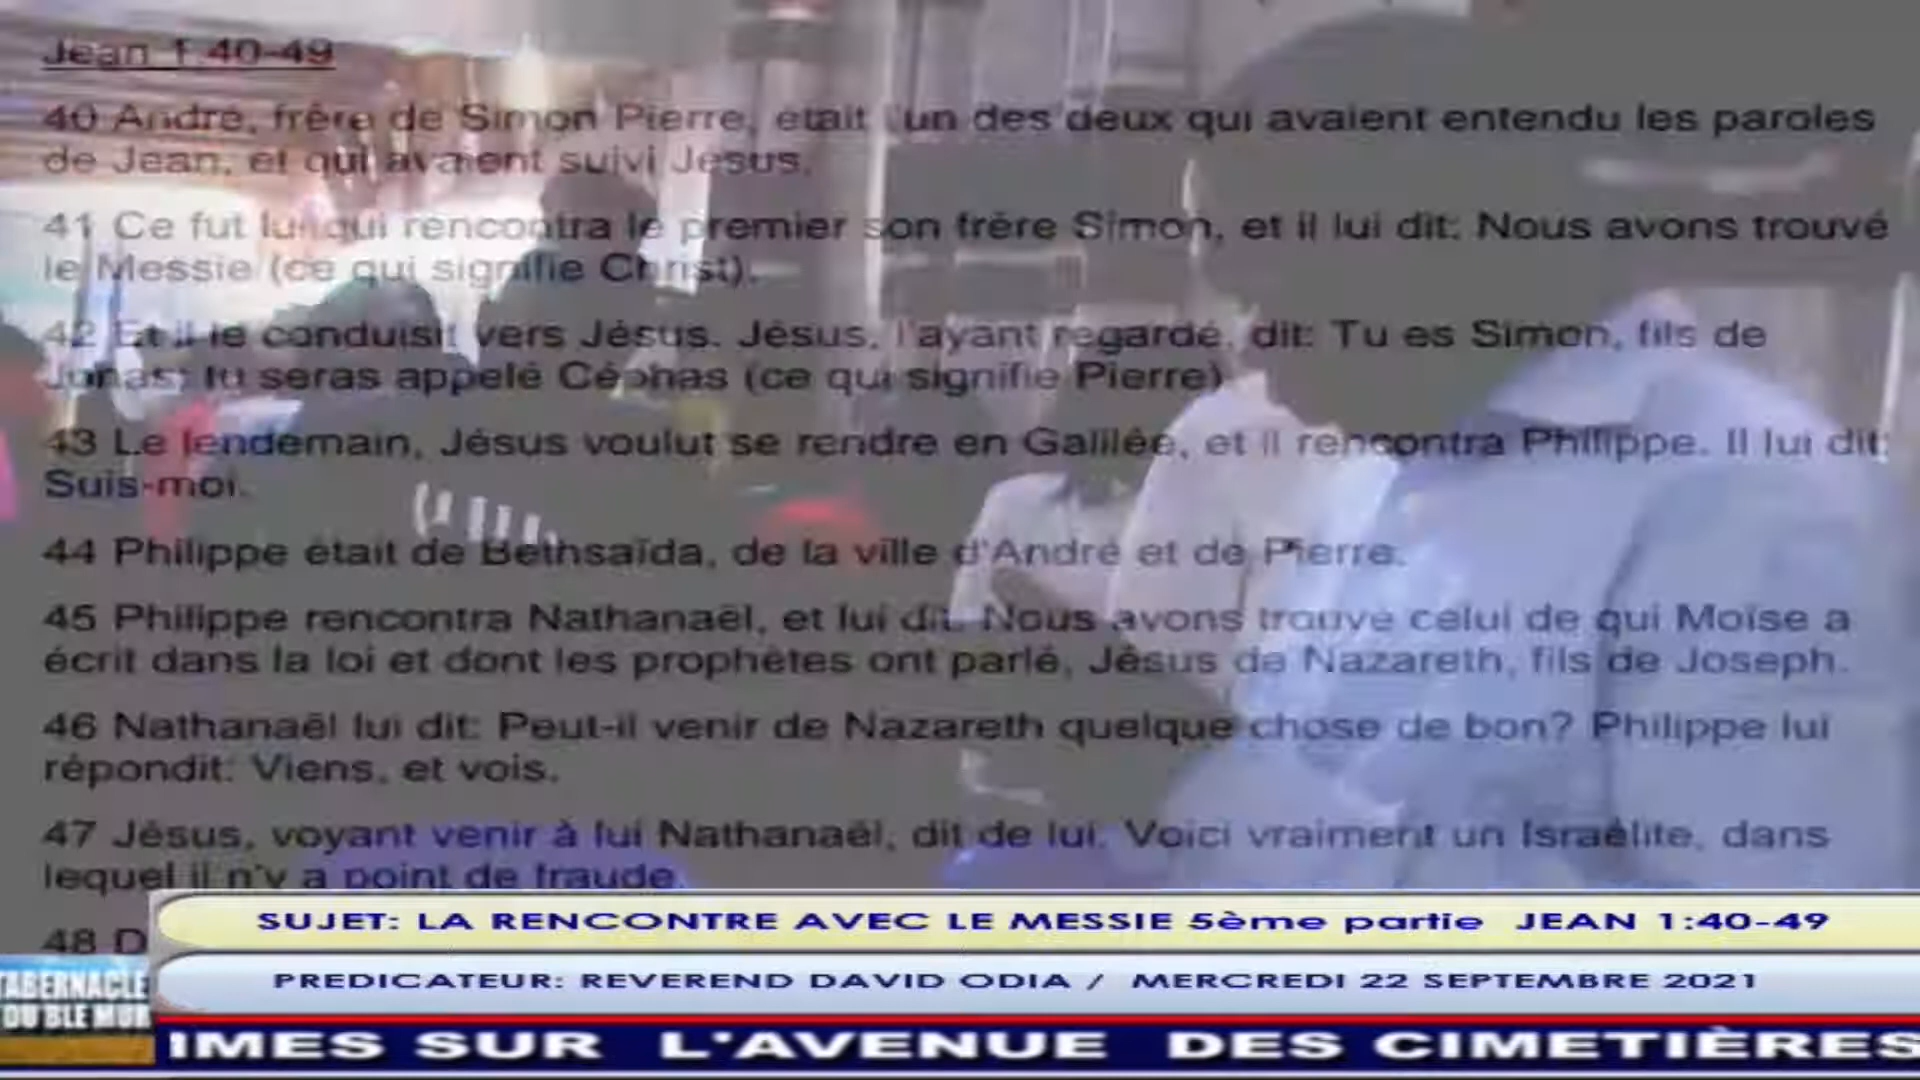 Jean 1:40-49
40 André, frère de Simon Pierre, était l'un des deux qui avaient entendu les paroles
de Jean, et qui avaient suivi Jésus.
41 Ce fut lui qui rencontra le premier son frère Simon, et il lui dit: Nous avons trouvé
le Messie (ce qui signifie Christ).
42 Et il le conduisit vers Jésus. Jésus, l'ayant regardé, dit: Tu es Simon, fils de
Jonas; tu seras appelé Céphas (ce qui signifie Pierre).
43 Le lendemain, Jésus voulut se rendre en Galilée, et il rencontra Philippe. Il lui dit:
Suis-moi.
44 Philippe était de Bethsaïda, de la ville d'André et de Pierre.
45 Philippe rencontra Nathanaël, et lui dit: Nous avons trouvé celui de qui Moïse a
écrit dans la loi et dont les prophètes ont parlé, Jésus de Nazareth, fils de Joseph.
46 Nathanaël lui dit: Peut-il venir de Nazareth quelque chose de bon? Philippe lui
répondit: Viens, et vois.
47 Jésus, voyant venir à lui Nathanaël, dit de lui: Voici vraiment un Israélite, dans
lequel il n'y a point de fraude.
48 D
SUJET: LA RENCONTRE AVEC LE MESSIE 5ème partie JEAN 1:40-49
PREDICATEUR: REVEREND DAVID ODIA / MERCREDI 22 SEPTEMBRE 2021
TABERNACLE
DU BLE MUR
IMES SUR L'AVENUE DES CIMETIÈRES